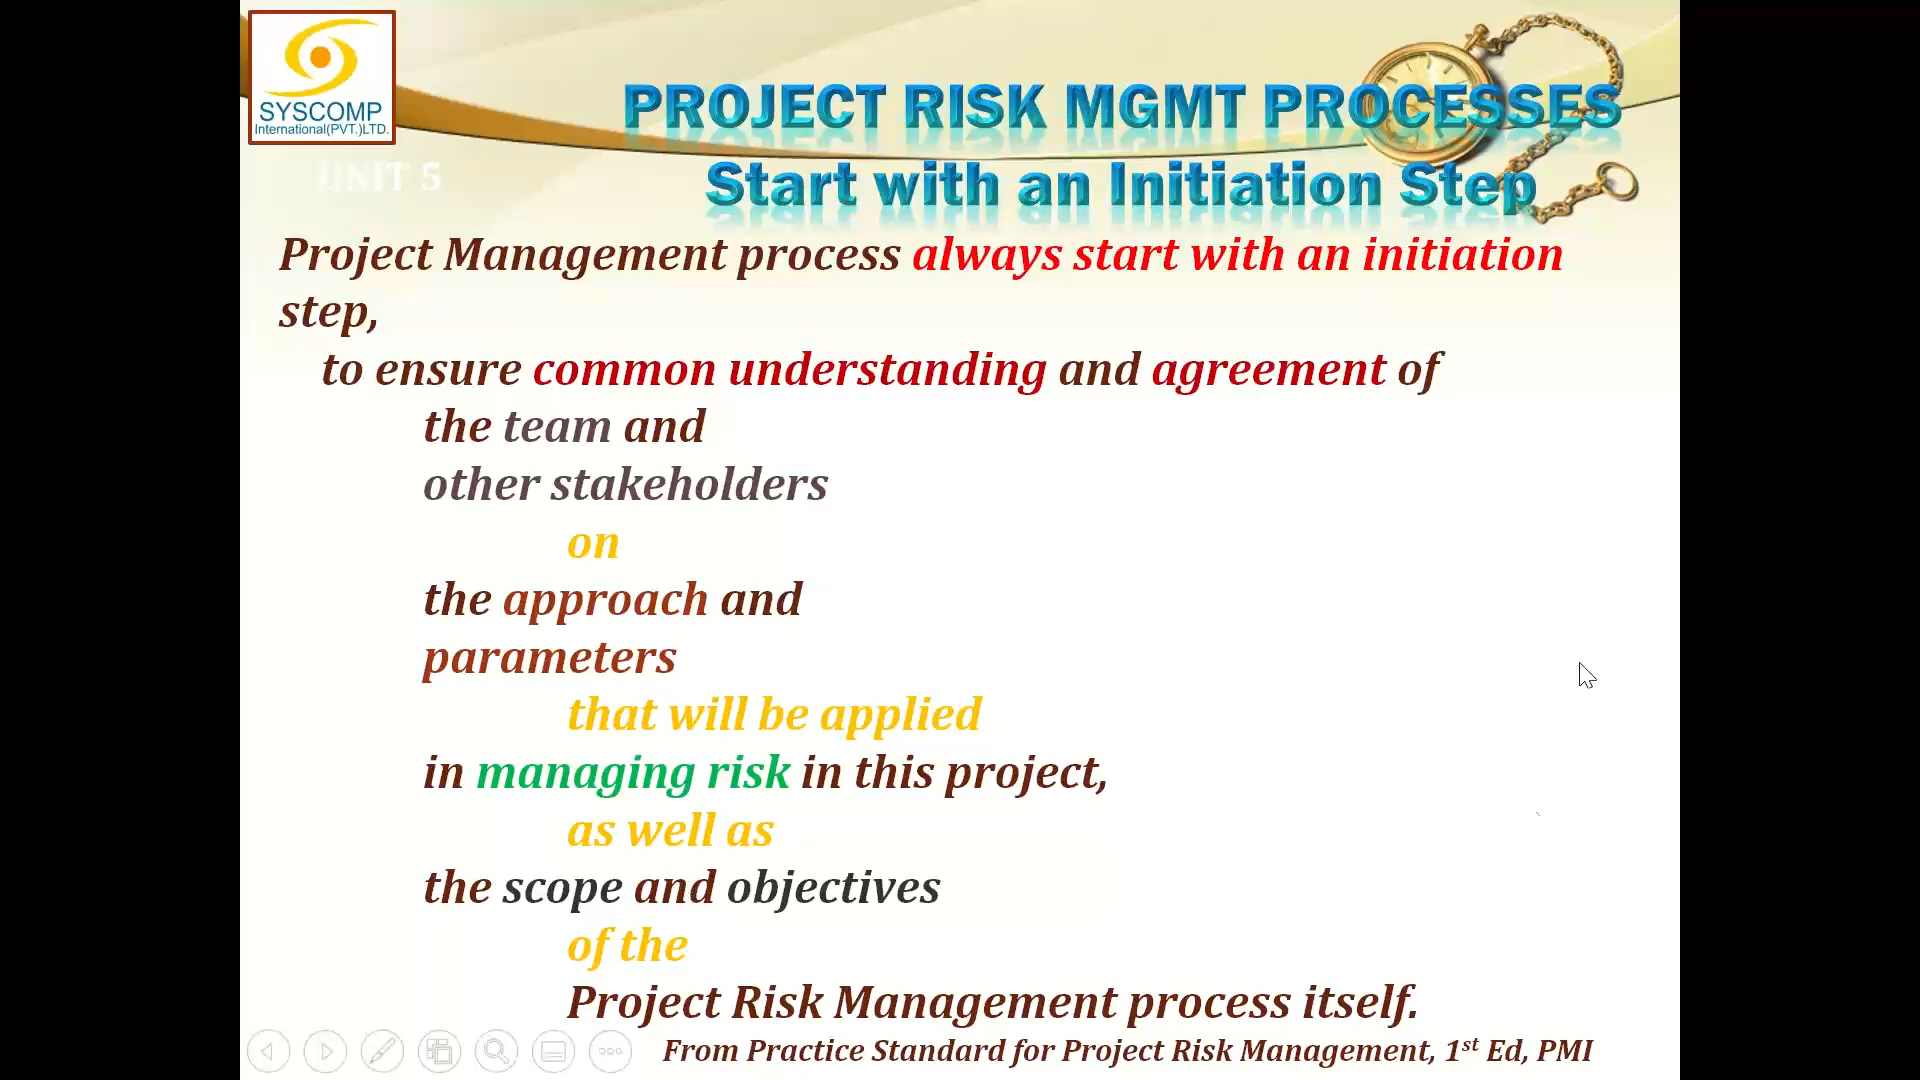 SYSCOMP
International(PVT.)LTD.
UNIT 5
PROJECT RISK MGMT PROCESSES
Start with an Initiation Step
Project Management process always start with an initiation
step,
to ensure common understanding and agreement of
the team and
other stakeholders
on
the approach and
parameters
that will be applied
in managing risk in this project,
as well as
the scope and objectives
of the
Project Risk Management process itself.
From Practice Standard for Project Risk Management, 1st Ed, PMI